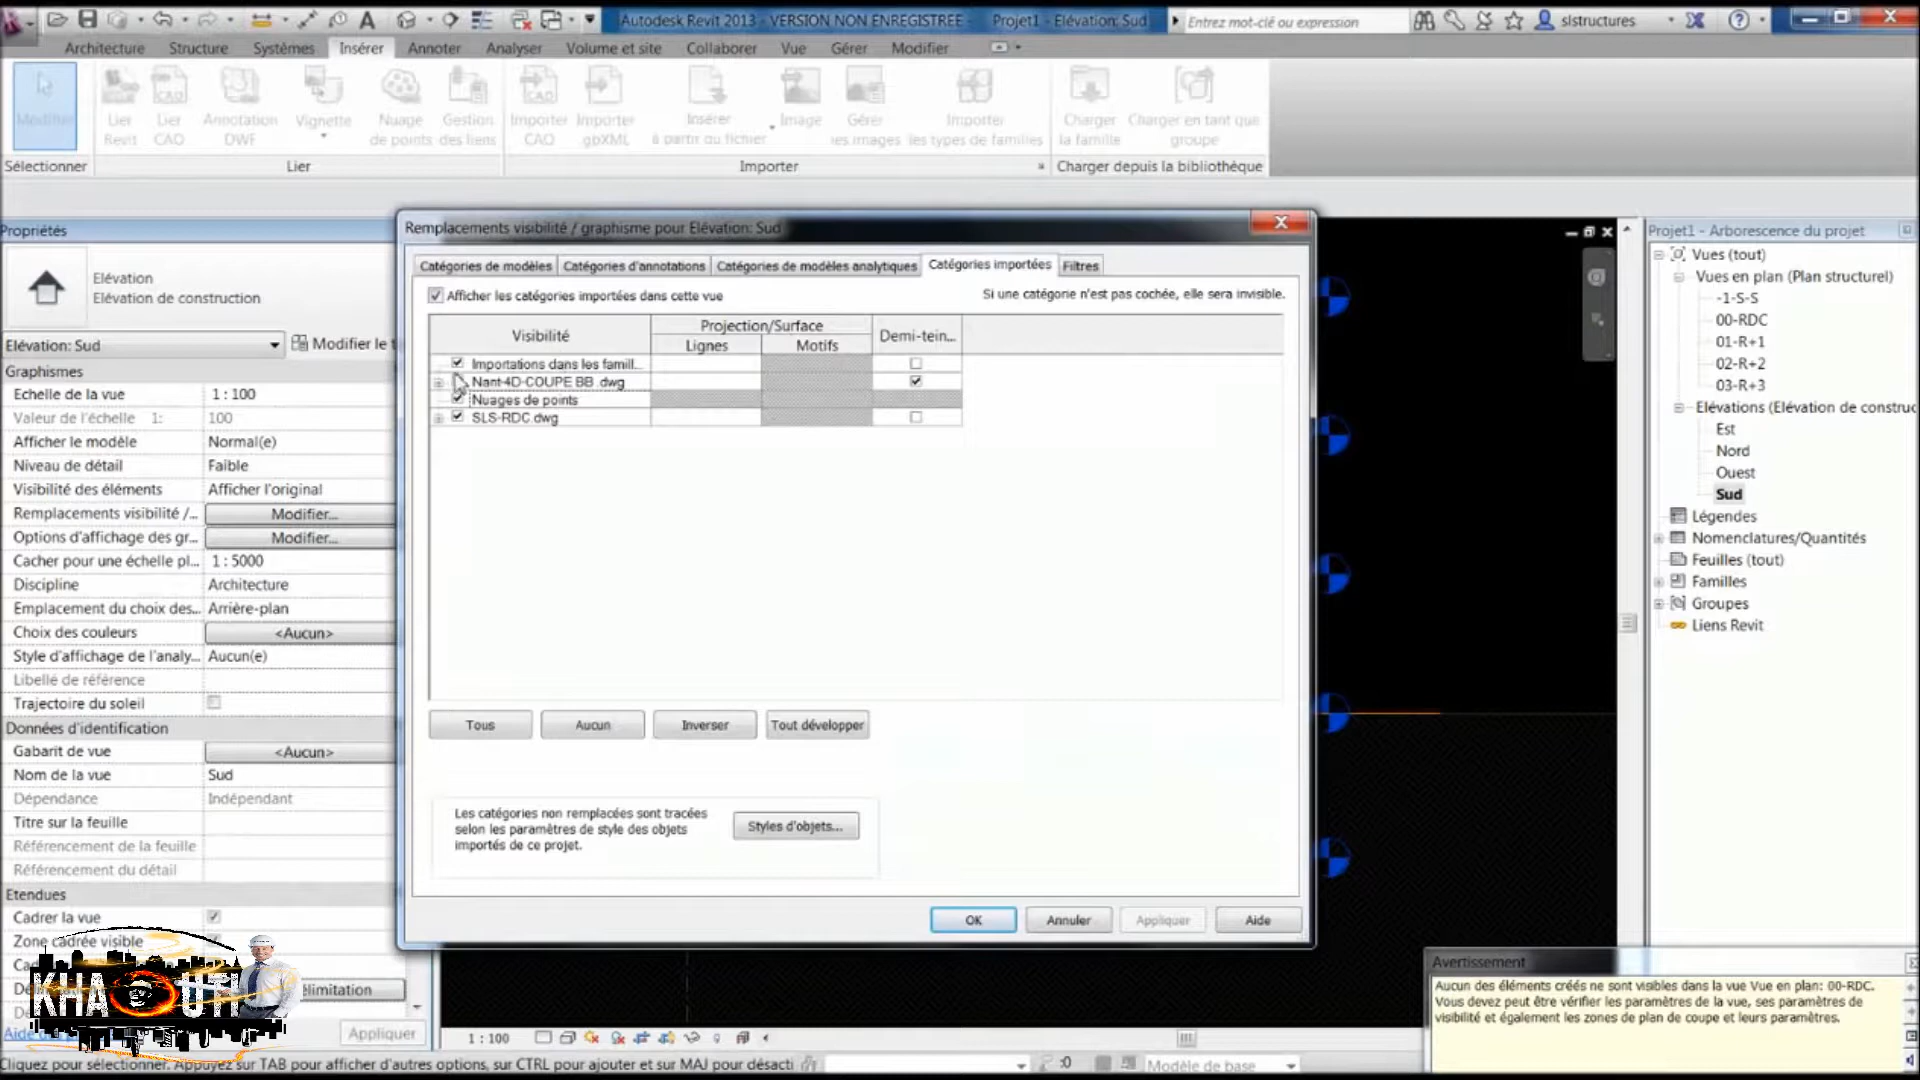 Autodesk Revit 2013 - VERSION NON ENREGISTREE - Projet1 - Elévation: Sud
Entrez mot-clé ou expression
slstructures
Architecture Structure Systèmes Insérer Annoter Analyser Volume et site Collaborer Vue Gérer Modifier
Modifier
Lier Revit
Lier CAO
Annotation DWF
Vignette
Nuage de points
Gestion des liens
Importer CAO
Importer gbXML
Insérer à partir du fichier
Image
Gérer les images
Importer les types de familles
Charger la famille
Charger en tant que groupe
Sélectionner
Lier
Importer
Charger depuis la bibliothèque
Propriétés
Elévation
Elévation de construction
Elévation: Sud
Modifier le t
Graphismes
Echelle de la vue 1 : 100
Valeur de l'échelle 1: 100
Afficher le modèle Normal(e)
Niveau de détail Faible
Visibilité des éléments Afficher l'original
Remplacements visibilité /... Modifier...
Options d'affichage des gr... Modifier...
Cacher pour une échelle pl... 1 : 5000
Discipline Architecture
Emplacement du choix des... Arrière-plan
Choix des couleurs <Aucun>
Style d'affichage de l'analy... Aucun(e)
Libellé de référence
Trajectoire du soleil
Données d'identification
Gabarit de vue <Aucun>
Nom de la vue Sud
Dépendance Indépendant
Titre sur la feuille
Référencement de la feuille
Référencement du détail
Etendues
Cadrer la vue
Zone cadrée visible
élimitation
KHAOUTI
Appliquer
Remplacements visibilité / graphisme pour Elévation: Sud
Catégories de modèles Catégories d'annotations Catégories de modèles analytiques Catégories importées Filtres
Afficher les catégories importées dans cette vue
Si une catégorie n'est pas cochée, elle sera invisible.
Visibilité
Projection/Surface
Lignes Motifs
Demi-tein...
Importations dans les famill...
Nant-4D-COUPE BB .dwg
Nuages de points
SLS-RDC.dwg
Tous Aucun Inverser Tout développer
Les catégories non remplacées sont tracées
selon les paramètres de style des objets
importés de ce projet.
Styles d'objets...
OK Annuler Appliquer Aide
Projet1 - Arborescence du projet
Vues (tout)
Vues en plan (Plan structurel)
-1-S-S
00-RDC
01-R+1
02-R+2
03-R+3
Elévations (Elévation de construc
Est
Nord
Ouest
Sud
Légendes
Nomenclatures/Quantités
Feuilles (tout)
Familles
Groupes
Liens Revit
Avertissement
Aucun des éléments créés ne sont visibles dans la vue Vue en plan: 00-RDC.
Vous devez peut être vérifier les paramètres de la vue, ses paramètres de
visibilité et également les zones de plan de coupe et leurs paramètres.
1 : 100
Cliquez pour sélectionner. Appuyez sur TAB pour afficher d'autres options, sur CTRL pour ajouter et sur MAJ pour désacti
:0
Modèle de base